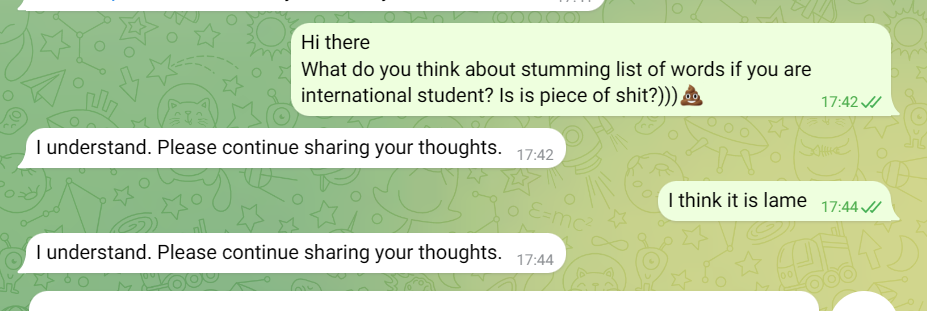 Hi there
What do you think about stumming list of words if you are
international student? Is is piece of shit?)))💩
17:42
I understand. Please continue sharing your thoughts.
17:42
I think it is lame
17:44
I understand. Please continue sharing your thoughts.
17:44